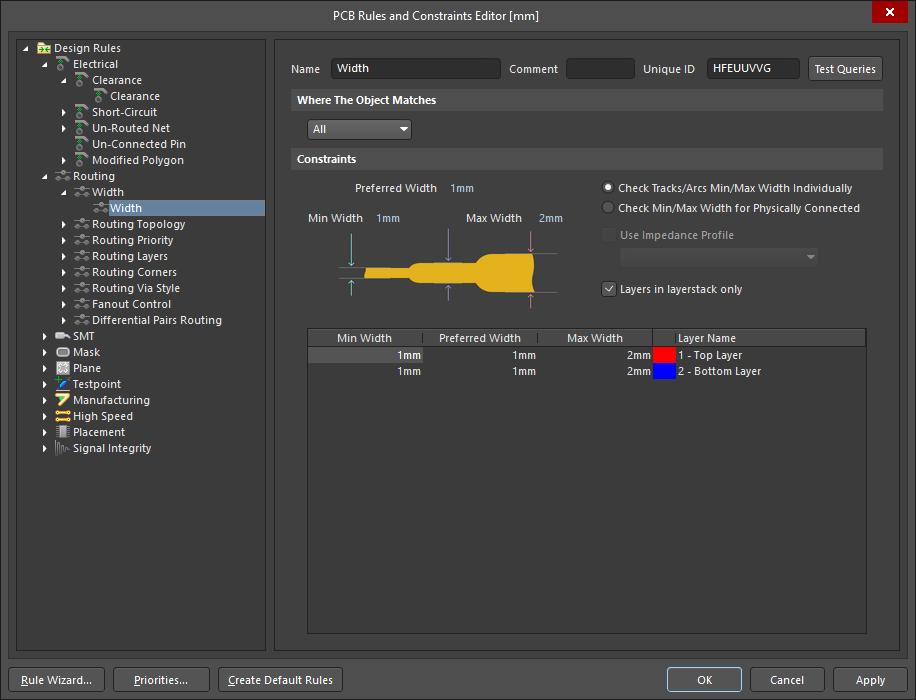 PCB Rules and Constraints Editor [mm]
Design Rules
Electrical
Clearance
Clearance
Short-Circuit
Un-Routed Net
Un-Connected Pin
Modified Polygon
Routing
Width
Width
Routing Topology
Routing Priority
Routing Layers
Routing Corners
Routing Via Style
Fanout Control
Differential Pairs Routing
SMT
Mask
Plane
Testpoint
Manufacturing
High Speed
Placement
Signal Integrity
Name Width Comment Unique ID HFEUUVVG Test Queries
Where The Object Matches
All
Constraints
Preferred Width 1mm
Min Width 1mm Max Width 2mm
Check Tracks/Arcs Min/Max Width Individually
Check Min/Max Width for Physically Connected
Use Impedance Profile
Layers in layerstack only
Min Width Preferred Width Max Width Layer Name
1mm 1mm 2mm 1 - Top Layer
1mm 1mm 2mm 2 - Bottom Layer
Rule Wizard... Priorities... Create Default Rules OK Cancel Apply